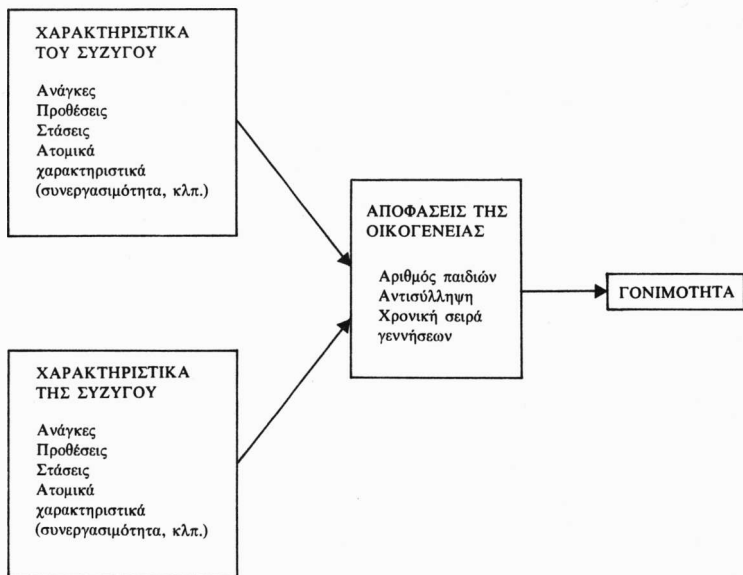 ΧΑΡΑΚΤΗΡΙΣΤΙΚΑ
ΤΟΥ ΣΥΖΥΓΟΥ
Ανάγκες
Προθέσεις
Στάσεις
Ατομικά
χαρακτηριστικά
(συνεργασιμότητα, κλπ.)
ΑΠΟΦΑΣΕΙΣ ΤΗΣ
ΟΙΚΟΓΕΝΕΙΑΣ
Αριθμός παιδιών
Αντισύλληψη
Χρονική σειρά
γεννήσεων
ΓΟΝΙΜΟΤΗΤΑ
ΧΑΡΑΚΤΗΡΙΣΤΙΚΑ
ΤΗΣ ΣΥΖΥΓΟΥ
Ανάγκες
Προθέσεις
Στάσεις
Ατομικά
χαρακτηριστικά
(συνεργασιμότητα, κλπ.)